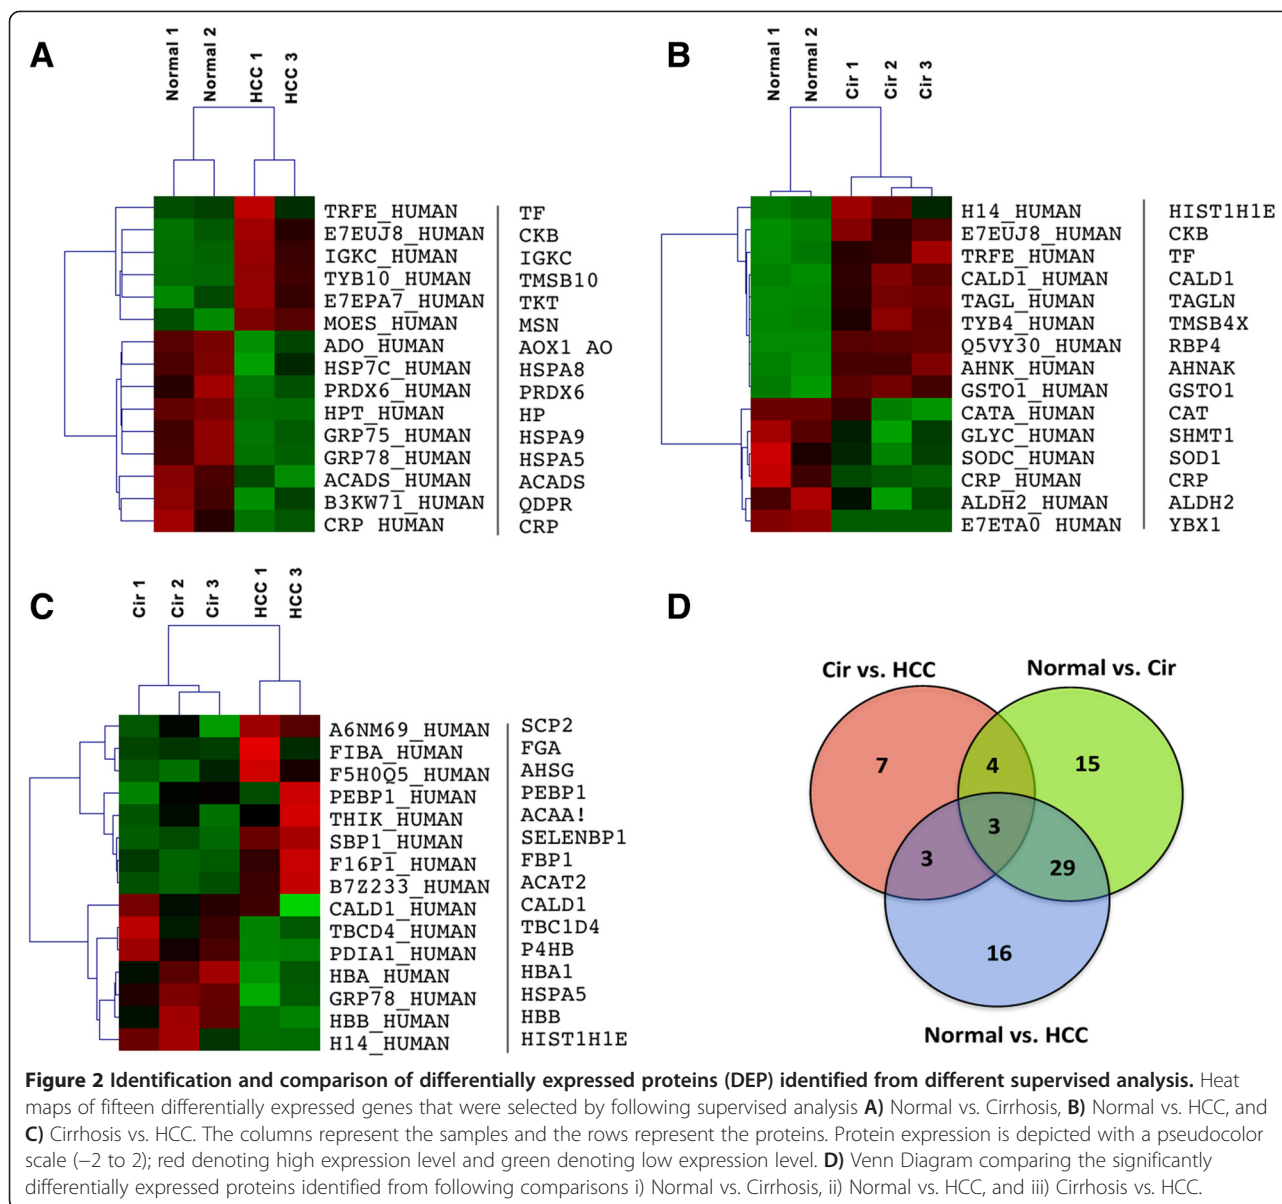 A
Normal 1
Normal 2
HCC 1
HCC 3
TRFE_HUMAN TF
E7EUJ8_HUMAN CKB
IGKC_HUMAN IGKC
TYB10_HUMAN TMSB10
E7EPA7_HUMAN TKT
MOES_HUMAN MSN
ADO_HUMAN AOX1 AO
HSP7C_HUMAN HSPA8
PRDX6_HUMAN PRDX6
HPT_HUMAN HP
GRP75_HUMAN HSPA9
GRP78_HUMAN HSPA5
ACADS_HUMAN ACADS
B3KW71_HUMAN QDPR
CRP HUMAN CRP
B
Normal 1
Normal 2
Cir 1
Cir 2
Cir 3
H14_HUMAN HIST1H1E
E7EUJ8_HUMAN CKB
TRFE_HUMAN TF
CALD1_HUMAN CALD1
TAGL_HUMAN TAGLN
TYB4_HUMAN TMSB4X
Q5VY30_HUMAN RBP4
AHNK_HUMAN AHNAK
GSTO1_HUMAN GSTO1
CATA_HUMAN CAT
GLYC_HUMAN SHMT1
SODC_HUMAN SOD1
CRP_HUMAN CRP
ALDH2_HUMAN ALDH2
E7ETA0 HUMAN YBX1
C
Cir 1
Cir 2
Cir 3
HCC 1
HCC 3
A6NM69_HUMAN SCP2
FIBA_HUMAN FGA
F5H0Q5_HUMAN AHSG
PEBP1_HUMAN PEBP1
THIK_HUMAN ACAA!
SBP1_HUMAN SELENBP1
F16P1_HUMAN FBP1
B7Z233_HUMAN ACAT2
CALD1_HUMAN CALD1
TBCD4_HUMAN TBC1D4
PDIA1_HUMAN P4HB
HBA_HUMAN HBA1
GRP78_HUMAN HSPA5
HBB_HUMAN HBB
H14_HUMAN HIST1H1E
D
Cir vs. HCC
Normal vs. Cir
7
4
15
3
3
29
16
Normal vs. HCC
Figure 2 Identification and comparison of differentially expressed proteins (DEP) identified from different supervised analysis. Heat
maps of fifteen differentially expressed genes that were selected by following supervised analysis A) Normal vs. Cirrhosis, B) Normal vs. HCC, and
C) Cirrhosis vs. HCC. The columns represent the samples and the rows represent the proteins. Protein expression is depicted with a pseudocolor
scale (−2 to 2); red denoting high expression level and green denoting low expression level. D) Venn Diagram comparing the significantly
differentially expressed proteins identified from following comparisons i) Normal vs. Cirrhosis, ii) Normal vs. HCC, and iii) Cirrhosis vs. HCC.